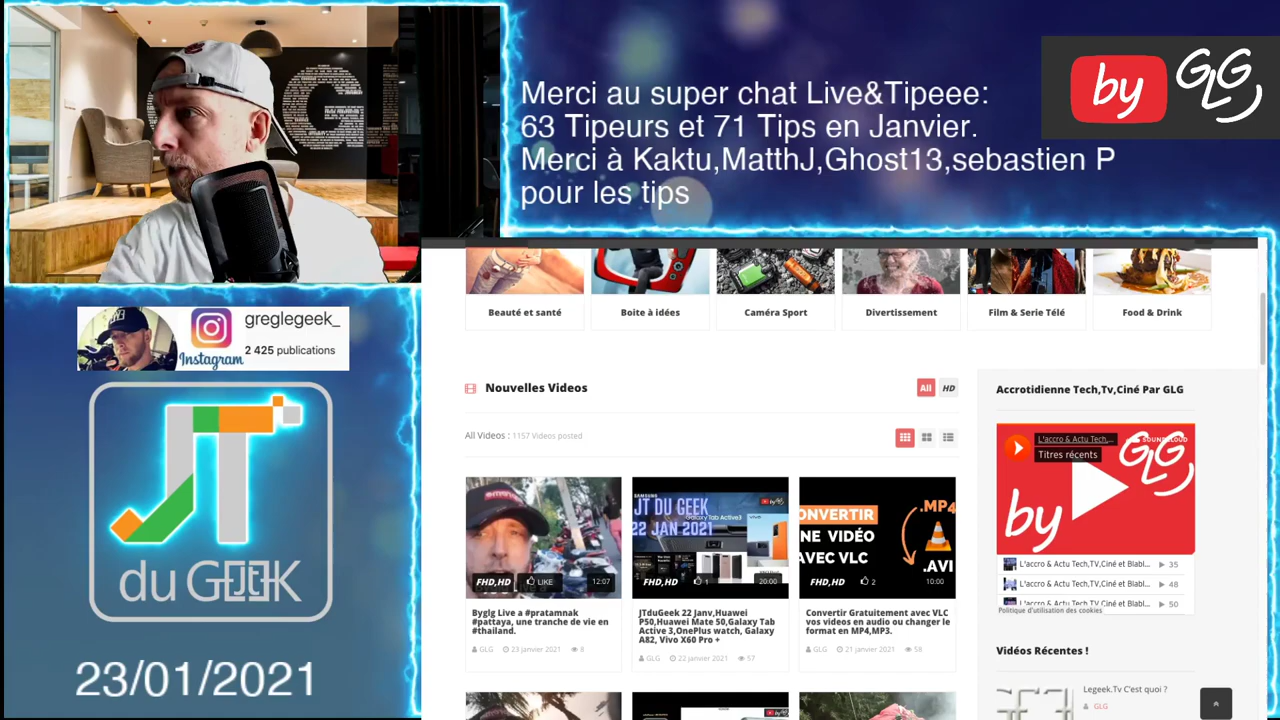 Merci au super chat Live&Tipeee:
63 Tipeurs et 71 Tips en Janvier.
Merci à Kaktu,MatthJ,Ghost13,sebastien P
pour les tips
by GLG
greglegeek_
Instagram
2 425 publications
JT
du GEEK
23/01/2021
Beauté et santé
Boite à idées
Caméra Sport
Divertissement
Film & Serie Télé
Food & Drink
Nouvelles Videos
All HD
All Videos : 1157 Videos posted
FHD,HD LIKE 12:07
Byglg Live a #pratamnak
#pattaya, une tranche de vie en
#thailand.
GLG 23 janvier 2021 8
SAMSUNG
JT DU GEEK
GalaxyTab Active3
22 JAN 2021
FHD,HD 1 20:00
JTduGeek 22 Janv,Huawei
P50,Huawei Mate 50,Galaxy Tab
Active 3,OnePlus watch, Galaxy
A82, Vivo X60 Pro +
GLG 22 janvier 2021 57
ONVERTIR
NE VIDÉO
AVEC VLC
.MP4
.AVI
FHD,HD 2 10:00
Convertir Gratuitement avec VLC
vos videos en audio ou changer le
format en MP4,MP3.
GLG 21 janvier 2021 58
Accrotidienne Tech,Tv,Ciné Par GLG
L'accro & Actu Tech,...
SOUNDCLOUD
Titres récents
by GLG
L'accro & Actu Tech,TV,Ciné et Blabl... 35
L'accro & Actu Tech,TV,Ciné et Blabl... 48
L'accro & Actu Tech,TV,Ciné et Blabl... 50
Politique d'utilisation des cookies
Vidéos Récentes !
Legeek.Tv C'est quoi ?
GLG